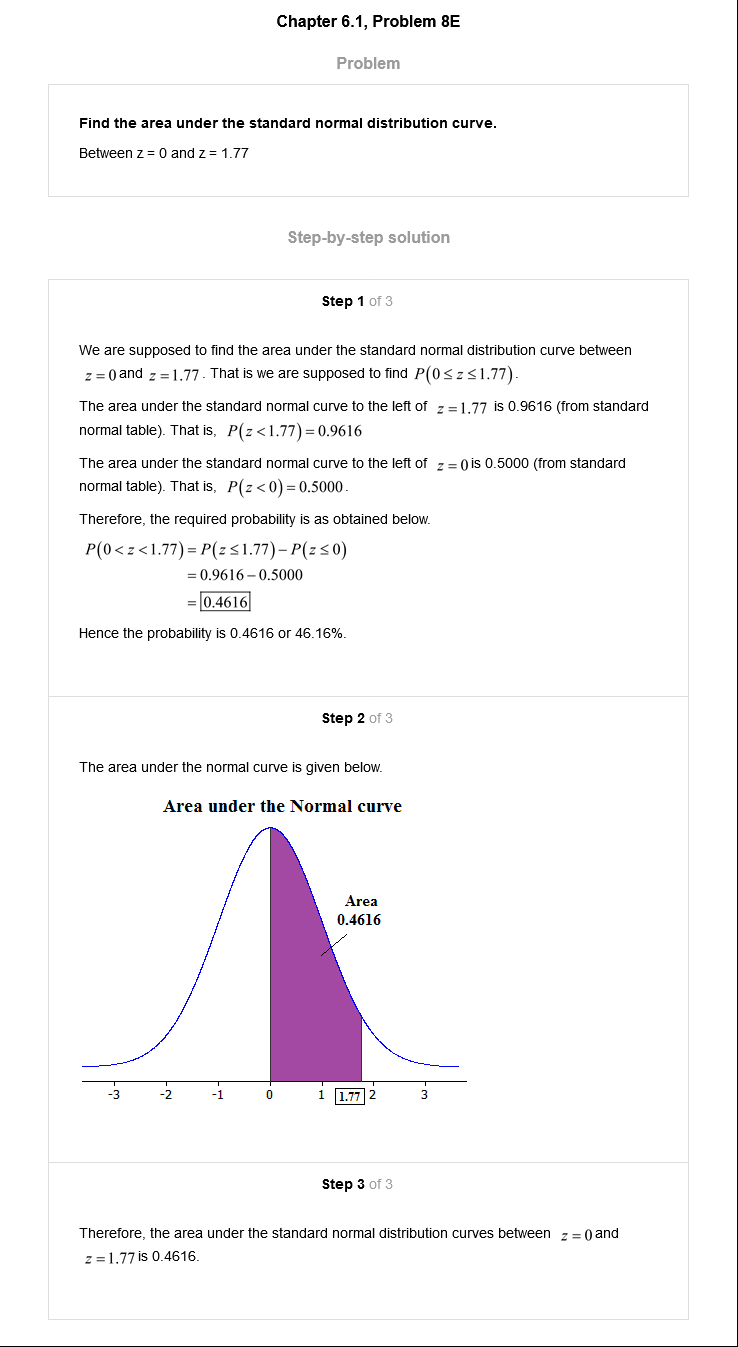 Chapter 6.1, Problem 8E
Problem
Find the area under the standard normal distribution curve.
Between z = 0 and z = 1.77
Step-by-step solution
Step 1 of 3
We are supposed to find the area under the standard normal distribution curve between
z = 0 and z = 1.77. That is we are supposed to find P(0 ≤ z ≤ 1.77).
The area under the standard normal curve to the left of z = 1.77 is 0.9616 (from standard
normal table). That is, P(z < 1.77) = 0.9616
The area under the standard normal curve to the left of z = 0 is 0.5000 (from standard
normal table). That is, P(z < 0) = 0.5000.
Therefore, the required probability is as obtained below.
P(0 < z < 1.77) = P(z ≤ 1.77) – P(z ≤ 0)
= 0.9616 – 0.5000
= 0.4616
Hence the probability is 0.4616 or 46.16%.
Step 2 of 3
The area under the normal curve is given below.
Area under the Normal curve
Area
0.4616
-3 -2 -1 0 1 1.77 2 3
Step 3 of 3
Therefore, the area under the standard normal distribution curves between z = 0 and
z = 1.77 is 0.4616.